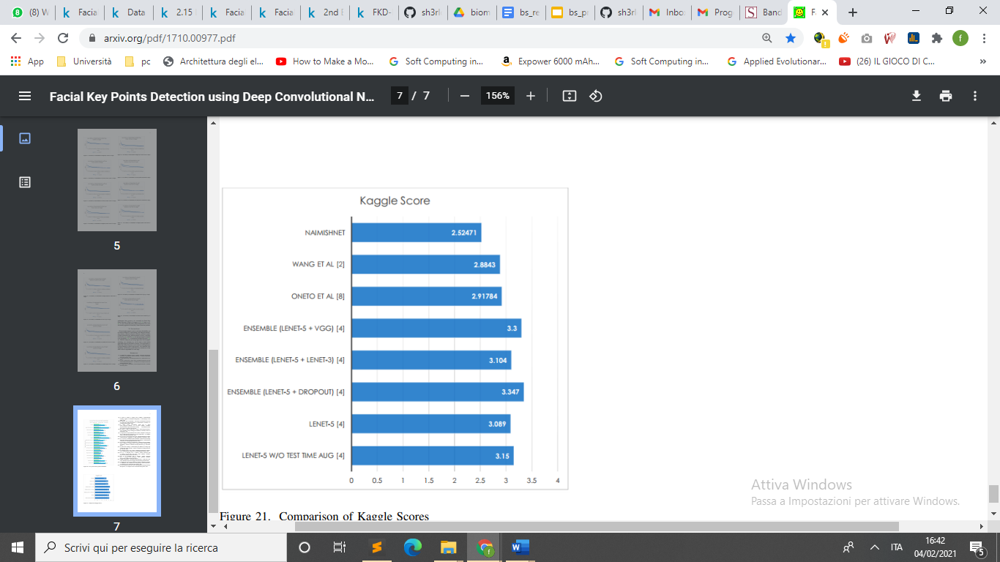 (8) W
Facia
Data
2.15
Facia
Facia
2nd E
FKD-
sh3rl
biom
bs_re
bs_pr
sh3rl
Inbo
Prog
Band
F
arxiv.org/pdf/1710.00977.pdf
f
App
Università
pc
Architettura degli el...
How to Make a Mo...
Soft Computing in...
Expower 6000 mAh...
Soft Computing in...
Applied Evolutionar...
(26) IL GIOCO DI C...
»
Facial Key Points Detection using Deep Convolutional N...
7 / 7
156%
5
6
7
Kaggle Score
NAIMISHNET 2.52471
WANG ET AL [2] 2.8843
ONETO ET AL [8] 2.91784
ENSEMBLE (LENET-5 + VGG) [4] 3.3
ENSEMBLE (LENET-5 + LENET-3) [4] 3.104
ENSEMBLE (LENET-5 + DROPOUT) [4] 3.347
LENET-5 [4] 3.089
LENET-5 W/O TEST TIME AUG [4] 3.15
0 0.5 1 1.5 2 2.5 3 3.5 4
Figure 21. Comparison of Kaggle Scores
Attiva Windows
Passa a Impostazioni per attivare Windows.
Scrivi qui per eseguire la ricerca
ITA
16:42
04/02/2021
5